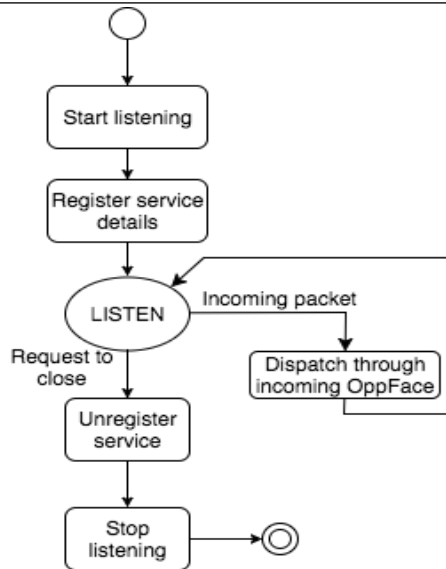 Start listening
Register service
details
LISTEN
Incoming packet
Dispatch through
incoming OppFace
Request to
close
Unregister
service
Stop
listening